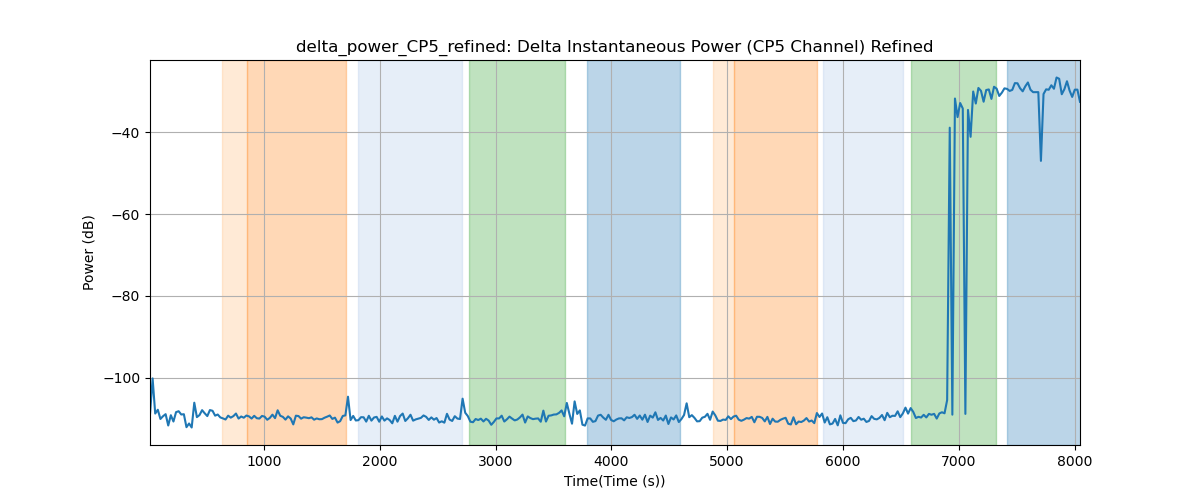 delta_power_CP5_refined: Delta Instantaneous Power (CP5 Channel) Refined
Power (dB)
−40
−60
−80
−100
1000 2000 3000 4000 5000 6000 7000 8000
Time(Time (s))